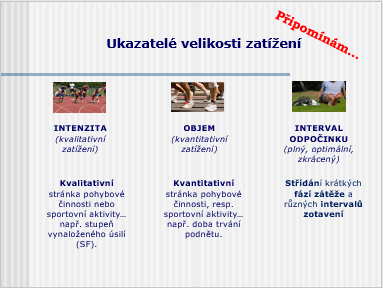 Připomínám...
Ukazatelé velikosti zatížení
INTENZITA
(kvalitativní
zatížení)
Kvalitativní
stránka pohybové
činnosti nebo
sportovní aktivity…
např. stupeň
vynaloženého úsilí
(SF).
OBJEM
(kvantitativní
zatížení)
Kvantitativní
stránka pohybové
činnosti, resp.
sportovní aktivity…
např. doba trvání
podnětu.
INTERVAL
ODPOČINKU
(plný, optimální,
zkrácený)
Střídání krátkých
fází zátěže a
různých intervalů
zotavení